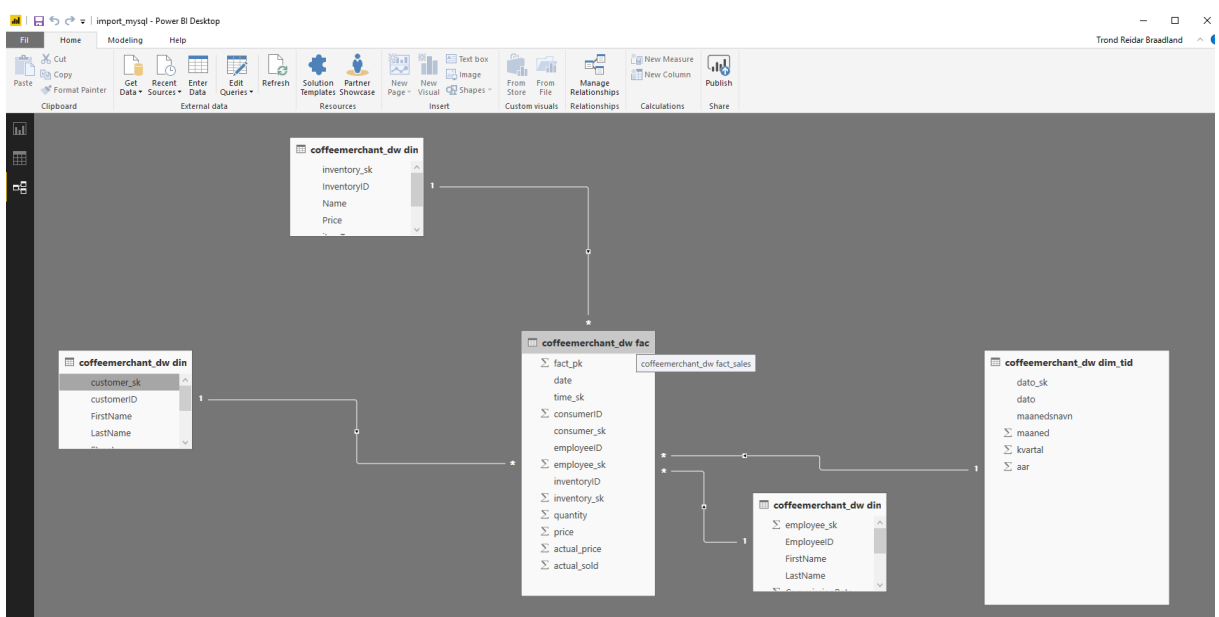 import_mysql - Power BI Desktop
Fil
Home
Modeling
Help
Trond Reidar Braadland
Paste
Cut
Copy
Format Painter
Clipboard
Get Data
Recent Sources
Enter Data
Edit Queries
External data
Refresh
Solution Templates
Partner Showcase
Resources
New Page
New Visual
Text box
Image
Shapes
Insert
From Store
From File
Custom visuals
Manage Relationships
Relationships
New Measure
New Column
Calculations
Publish
Share
coffeemerchant_dw din
inventory_sk
InventoryID
Name
Price
1
*
coffeemerchant_dw din
customer_sk
customerID
FirstName
LastName
1
*
coffeemerchant_dw fac
coffeemerchant_dw fact_sales
Σ fact_pk
date
time_sk
Σ consumerID
consumer_sk
employeeID
Σ employee_sk
inventoryID
Σ inventory_sk
Σ quantity
Σ price
Σ actual_price
Σ actual_sold
*
*
1
1
coffeemerchant_dw din
Σ employee_sk
EmployeeID
FirstName
LastName
coffeemerchant_dw dim_tid
dato_sk
dato
maanedsnavn
Σ maaned
Σ kvartal
Σ aar